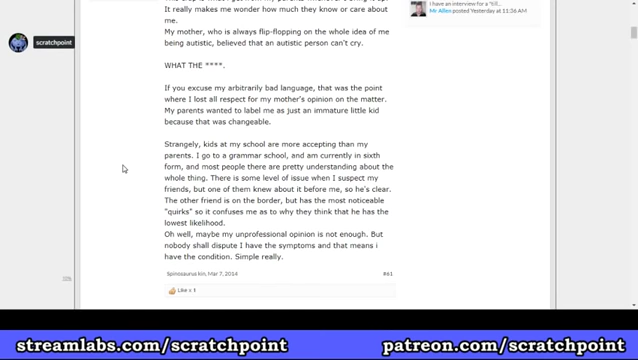 It really makes me wonder how much they know or care about
me.
My mother, who is always flip-flopping on the whole idea of me
being autistic, believed that an autistic person can't cry.
WHAT THE ****.
If you excuse my arbitrarily bad language, that was the point
where I lost all respect for my mother's opinion on the matter.
My parents wanted to label me as just an immature little kid
because that was changeable.
Strangely, kids at my school are more accepting than my
parents. I go to a grammar school, and am currently in sixth
form, and most people there are pretty understanding about the
whole thing. There is some level of issue when I suspect my
friends, but one of them knew about it before me, so he's clear.
The other friend is on the border, but has the most noticeable
"quirks" so it confuses me as to why they think that he has the
lowest likelihood.
Oh well, maybe my unprofessional opinion is not enough. But
nobody shall dispute I have the symptoms and that means i
have the condition. Simple really.
Spinosaurus kin, Mar 7, 2014
#61
Like x 1
i have an interview for a "fill...
Mr Allen posted Yesterday at 11:36 AM
scratchpoint
streamlabs.com/scratchpoint
patreon.com/scratchpoint